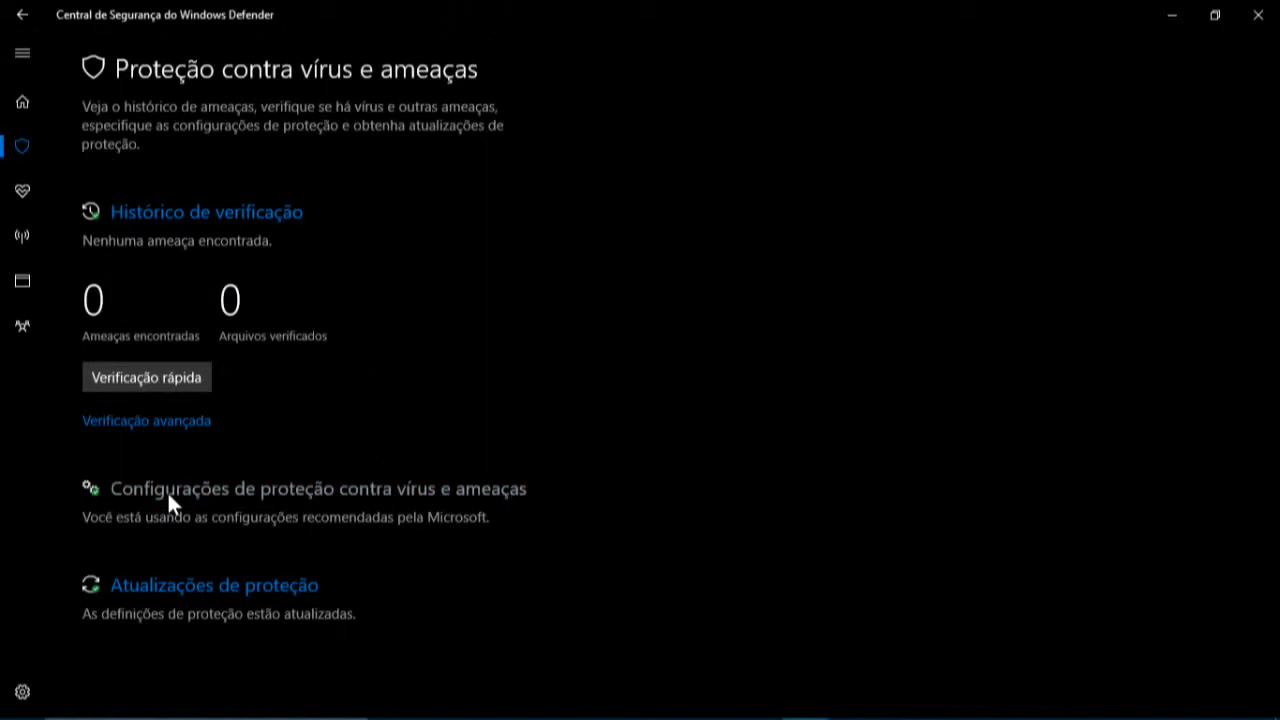 Central de Segurança do Windows Defender
Proteção contra vírus e ameaças
Veja o histórico de ameaças, verifique se há vírus e outras ameaças,
especifique as configurações de proteção e obtenha atualizações de
proteção.
Histórico de verificação
Nenhuma ameaça encontrada.
0 0
Ameaças encontradas Arquivos verificados
Verificação rápida
Verificação avançada
Configurações de proteção contra vírus e ameaças
Você está usando as configurações recomendadas pela Microsoft.
Atualizações de proteção
As definições de proteção estão atualizadas.